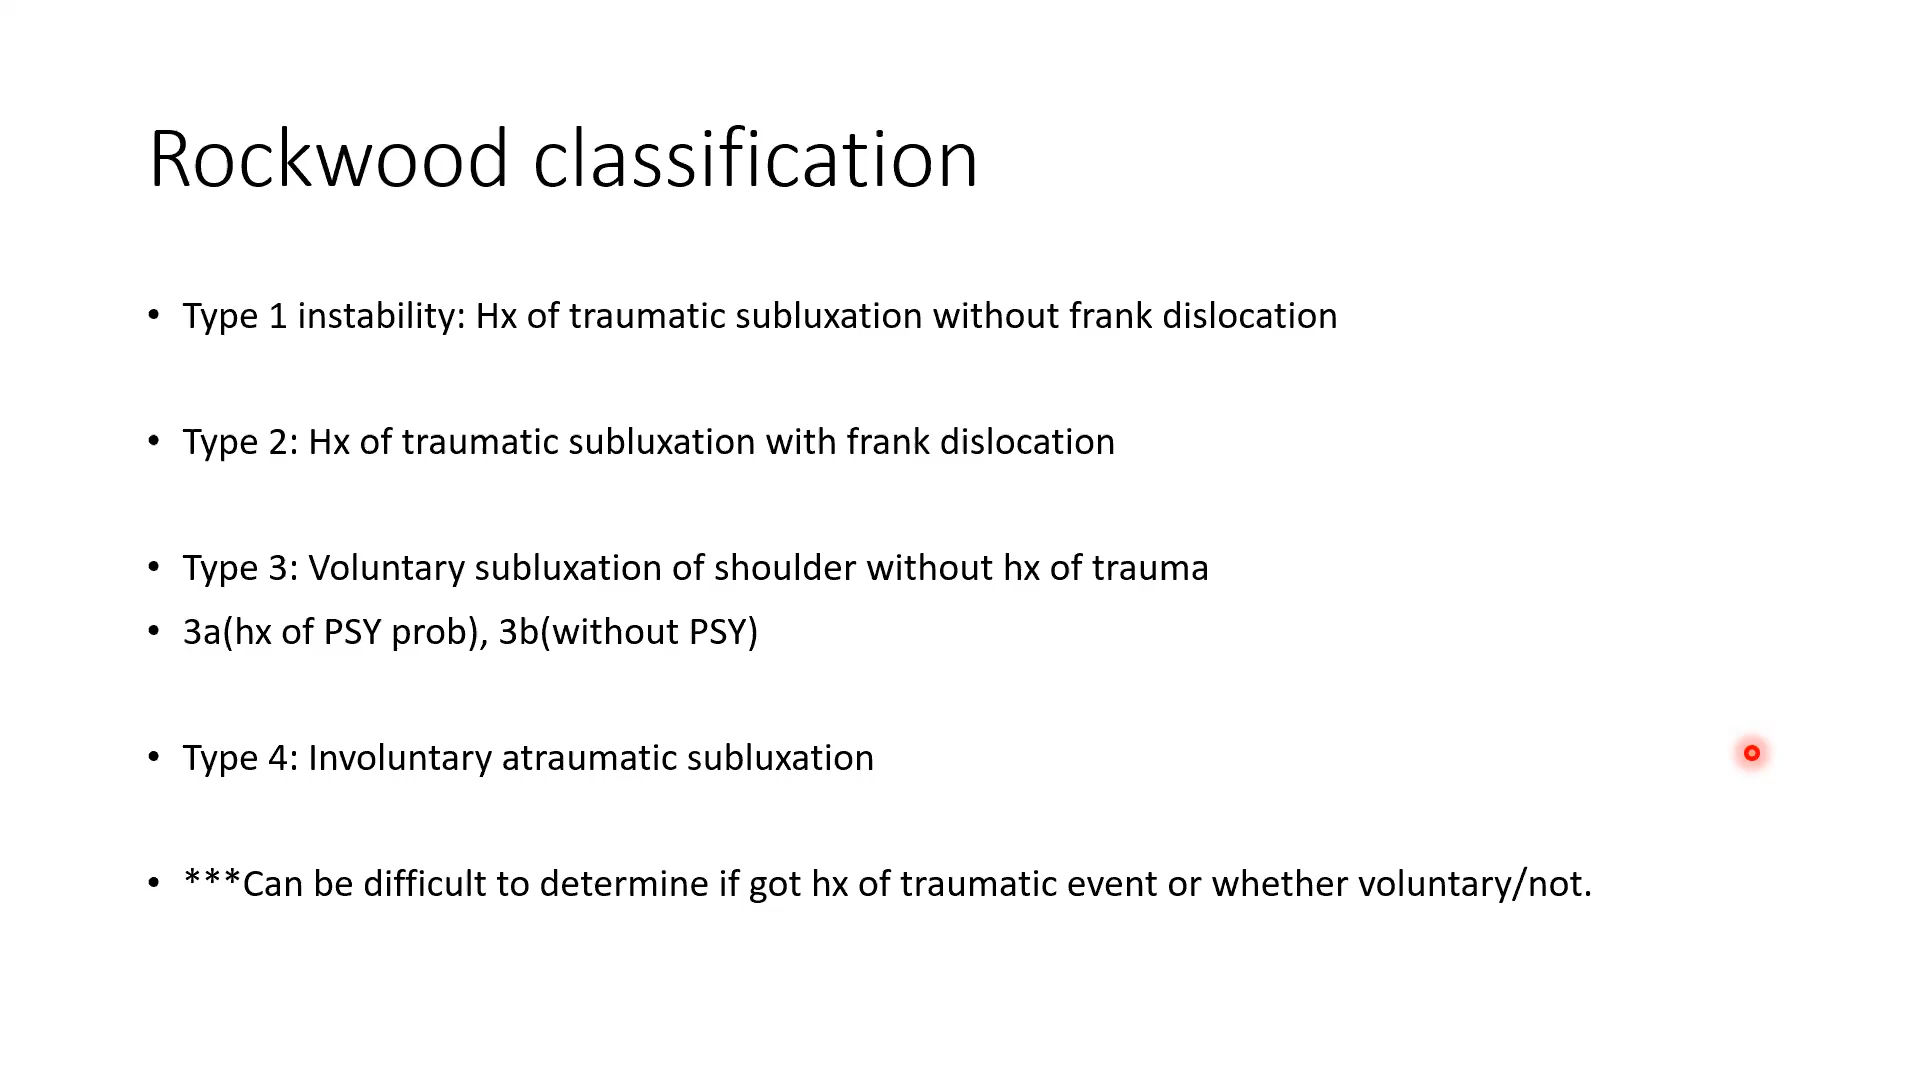 Rockwood classification
• Type 1 instability: Hx of traumatic subluxation without frank dislocation
• Type 2: Hx of traumatic subluxation with frank dislocation
• Type 3: Voluntary subluxation of shoulder without hx of trauma
• 3a(hx of PSY prob), 3b(without PSY)
• Type 4: Involuntary atraumatic subluxation
• ***Can be difficult to determine if got hx of traumatic event or whether voluntary/not.